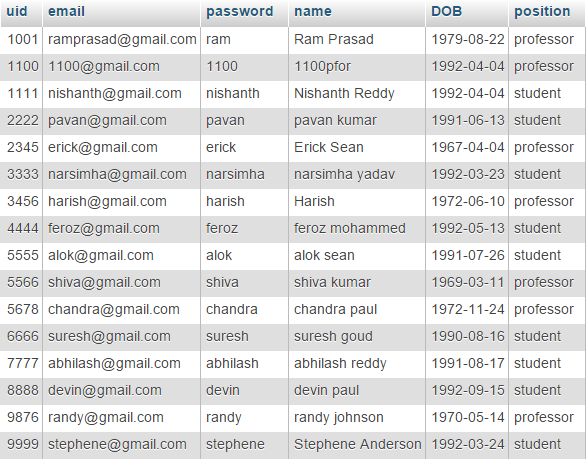 uid email password name DOB position
1001 ramprasad@gmail.com ram Ram Prasad 1979-08-22 professor
1100 1100@gmail.com 1100 1100pfor 1992-04-04 professor
1111 nishanth@gmail.com nishanth Nishanth Reddy 1992-04-04 student
2222 pavan@gmail.com pavan pavan kumar 1991-06-13 student
2345 erick@gmail.com erick Erick Sean 1967-04-04 professor
3333 narsimha@gmail.com narsimha narsimha yadav 1992-03-23 student
3456 harish@gmail.com harish Harish 1972-06-10 professor
4444 feroz@gmail.com feroz feroz mohammed 1992-05-13 student
5555 alok@gmail.com alok alok sean 1991-07-26 student
5566 shiva@gmail.com shiva shiva kumar 1969-03-11 professor
5678 chandra@gmail.com chandra chandra paul 1972-11-24 professor
6666 suresh@gmail.com suresh suresh goud 1990-08-16 student
7777 abhilash@gmail.com abhilash abhilash reddy 1991-08-17 student
8888 devin@gmail.com devin devin paul 1992-09-15 student
9876 randy@gmail.com randy randy johnson 1970-05-14 professor
9999 stephene@gmail.com stephene Stephene Anderson 1992-03-24 student